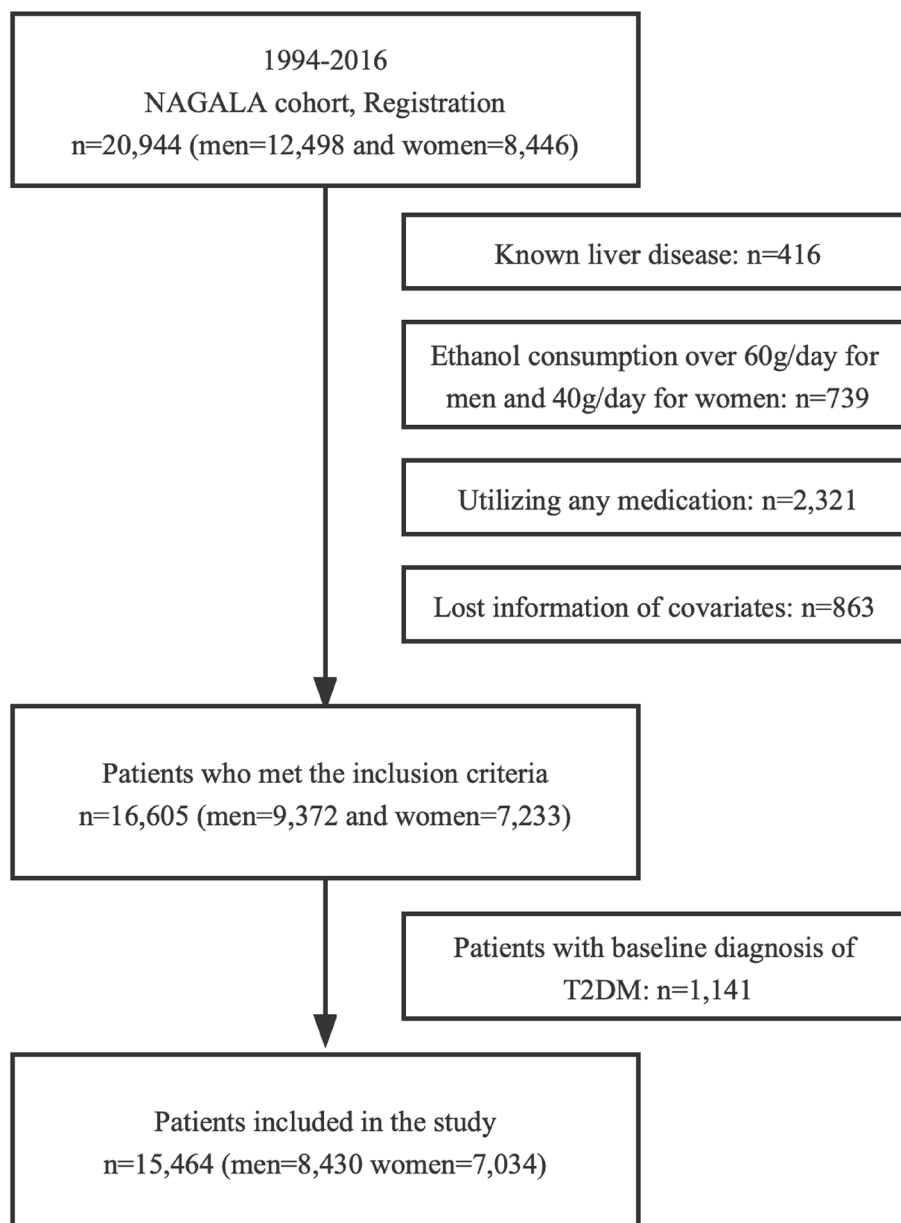 1994-2016
NAGALA cohort, Registration
n=20,944 (men=12,498 and women=8,446)
Known liver disease: n=416
Ethanol consumption over 60g/day for
men and 40g/day for women: n=739
Utilizing any medication: n=2,321
Lost information of covariates: n=863
Patients who met the inclusion criteria
n=16,605 (men=9,372 and women=7,233)
Patients with baseline diagnosis of
T2DM: n=1,141
Patients included in the study
n=15,464 (men=8,430 women=7,034)